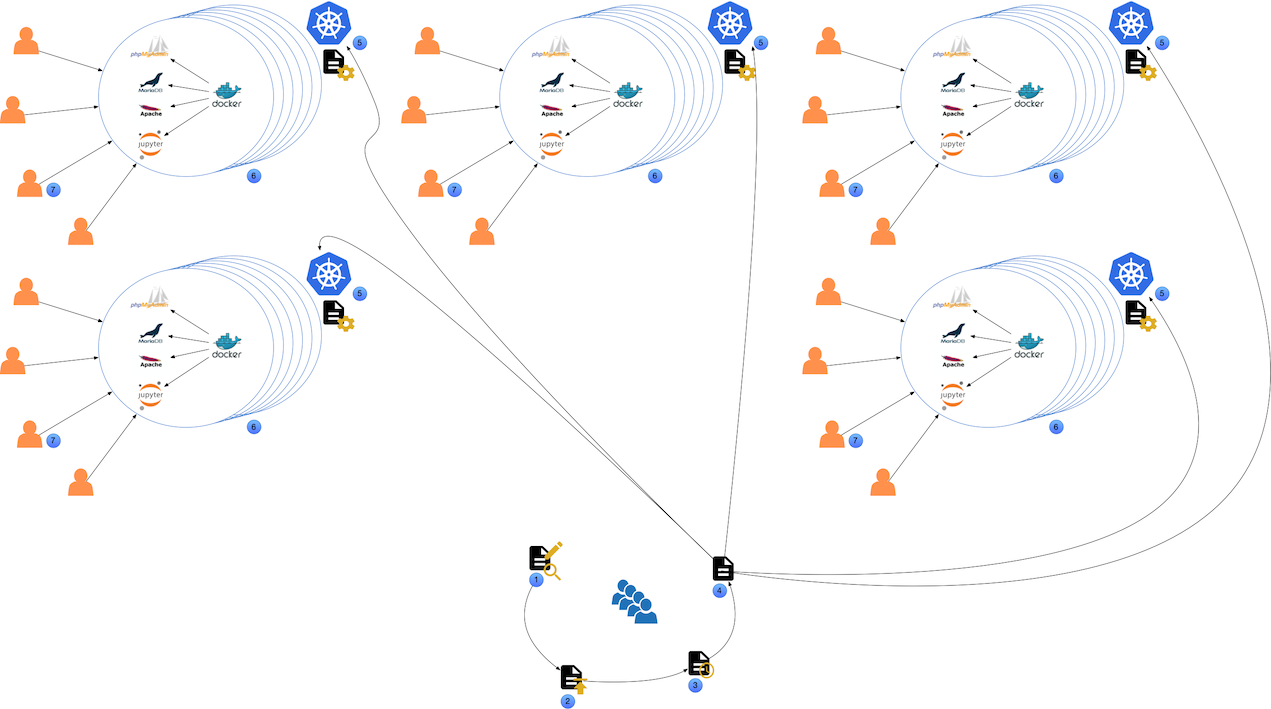 5
phpMyAdmin
MariaDB
docker
Apache
jupyter
7
6
5
phpMyAdmin
MariaDB
docker
Apache
jupyter
7
6
5
phpMyAdmin
MariaDB
docker
Apache
jupyter
7
6
5
phpMyAdmin
MariaDB
docker
Apache
jupyter
7
6
5
phpMyAdmin
MariaDB
docker
Apache
jupyter
7
6
1
4
3
2